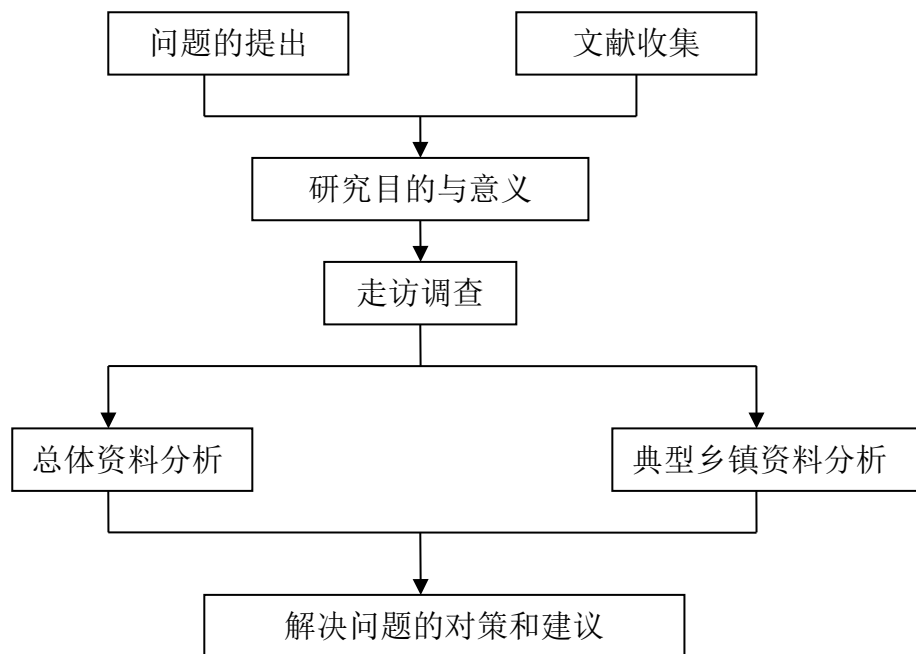 问题的提出
文献收集
研究目的与意义
走访调查
总体资料分析
典型乡镇资料分析
解决问题的对策和建议